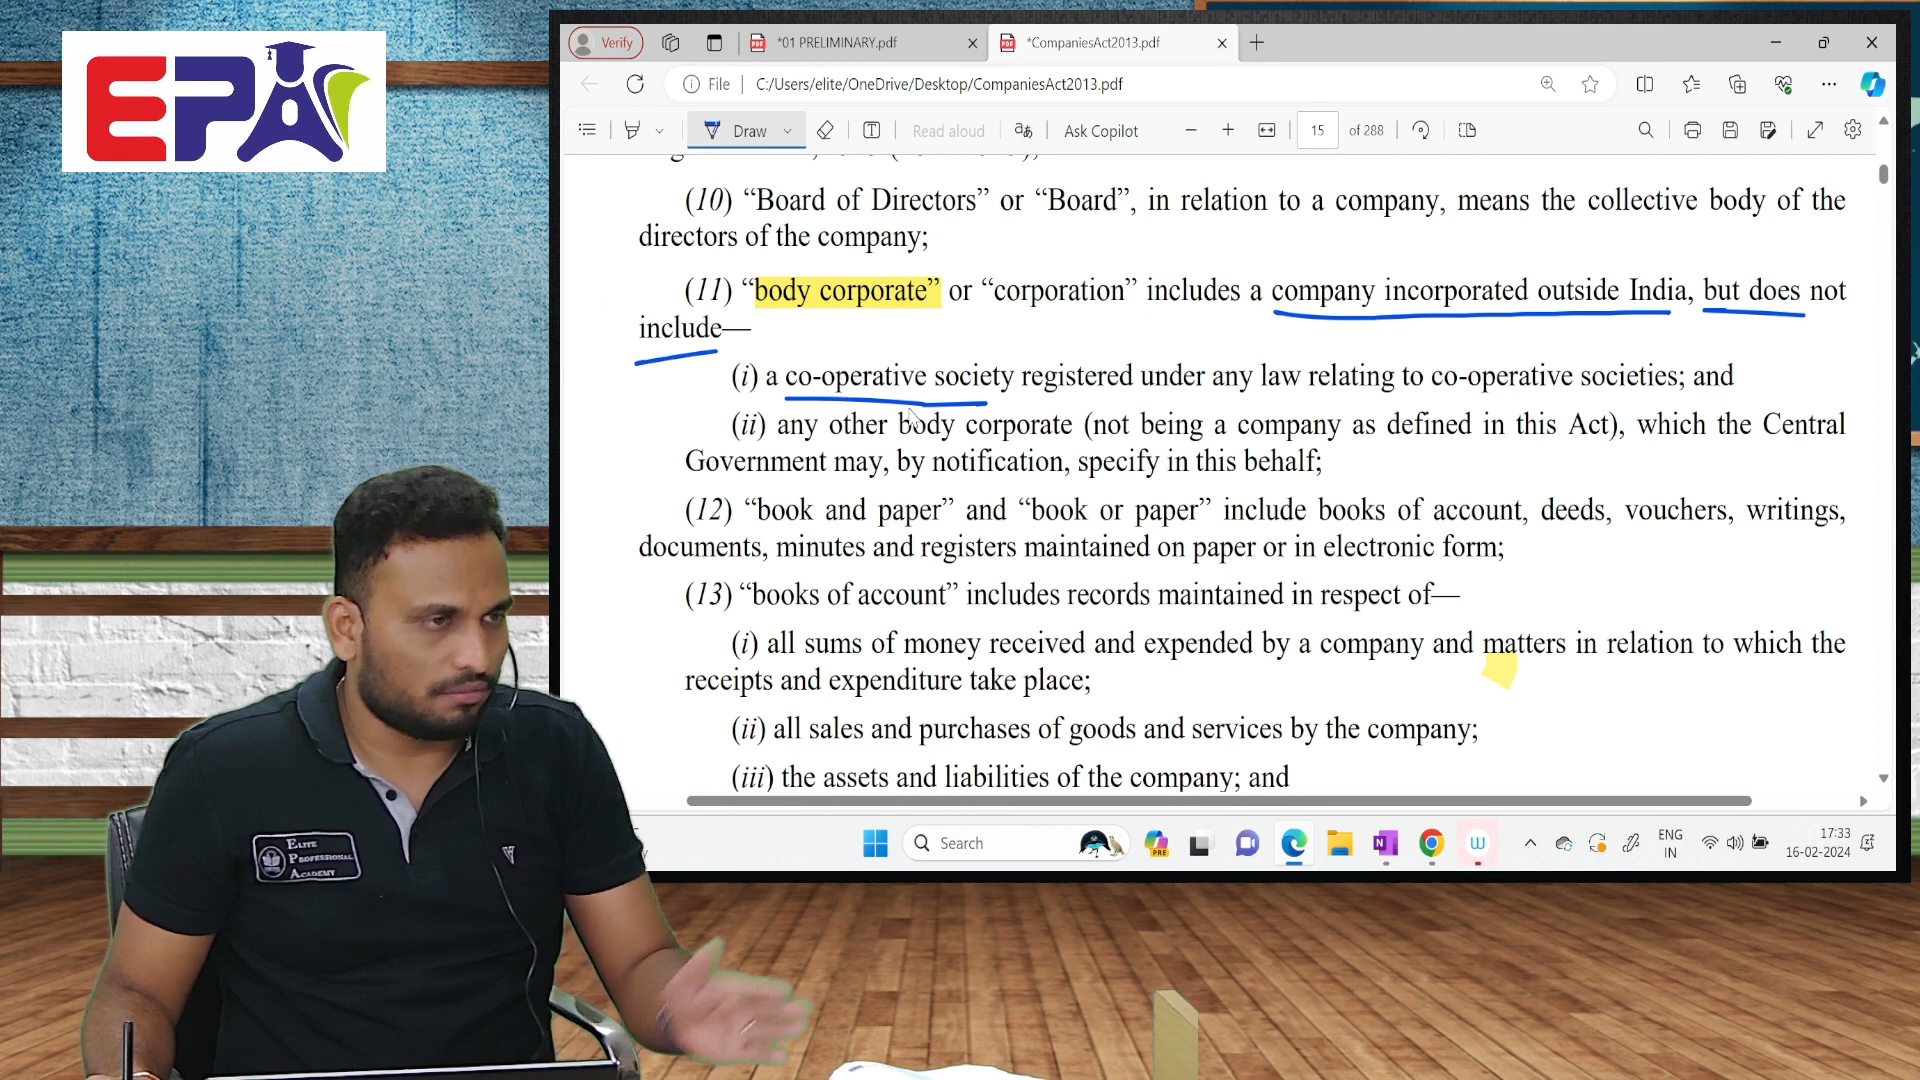 EPA
Verify
*01 PRELIMINARY.pdf
*CompaniesAct2013.pdf
File
C:/Users/elite/OneDrive/Desktop/CompaniesAct2013.pdf
Draw
Read aloud
aあ
Ask Copilot
15
of 288
(10) “Board of Directors” or “Board”, in relation to a company, means the collective body of the
directors of the company;
(11) “body corporate” or “corporation” includes a company incorporated outside India, but does not
include—
(i) a co-operative society registered under any law relating to co-operative societies; and
(ii) any other body corporate (not being a company as defined in this Act), which the Central
Government may, by notification, specify in this behalf;
(12) “book and paper” and “book or paper” include books of account, deeds, vouchers, writings,
documents, minutes and registers maintained on paper or in electronic form;
(13) “books of account” includes records maintained in respect of—
(i) all sums of money received and expended by a company and matters in relation to which the
receipts and expenditure take place;
(ii) all sales and purchases of goods and services by the company;
(iii) the assets and liabilities of the company; and
Search
PRE
W
ENG
IN
17:33
16-02-2024
ELITE
PROFESSIONAL
ACADEMY